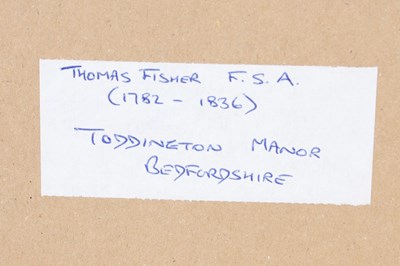 THOMAS FISHER F.S.A.
(1782 - 1836)
TODDINGTON MANOR
BEDFORDSHIRE